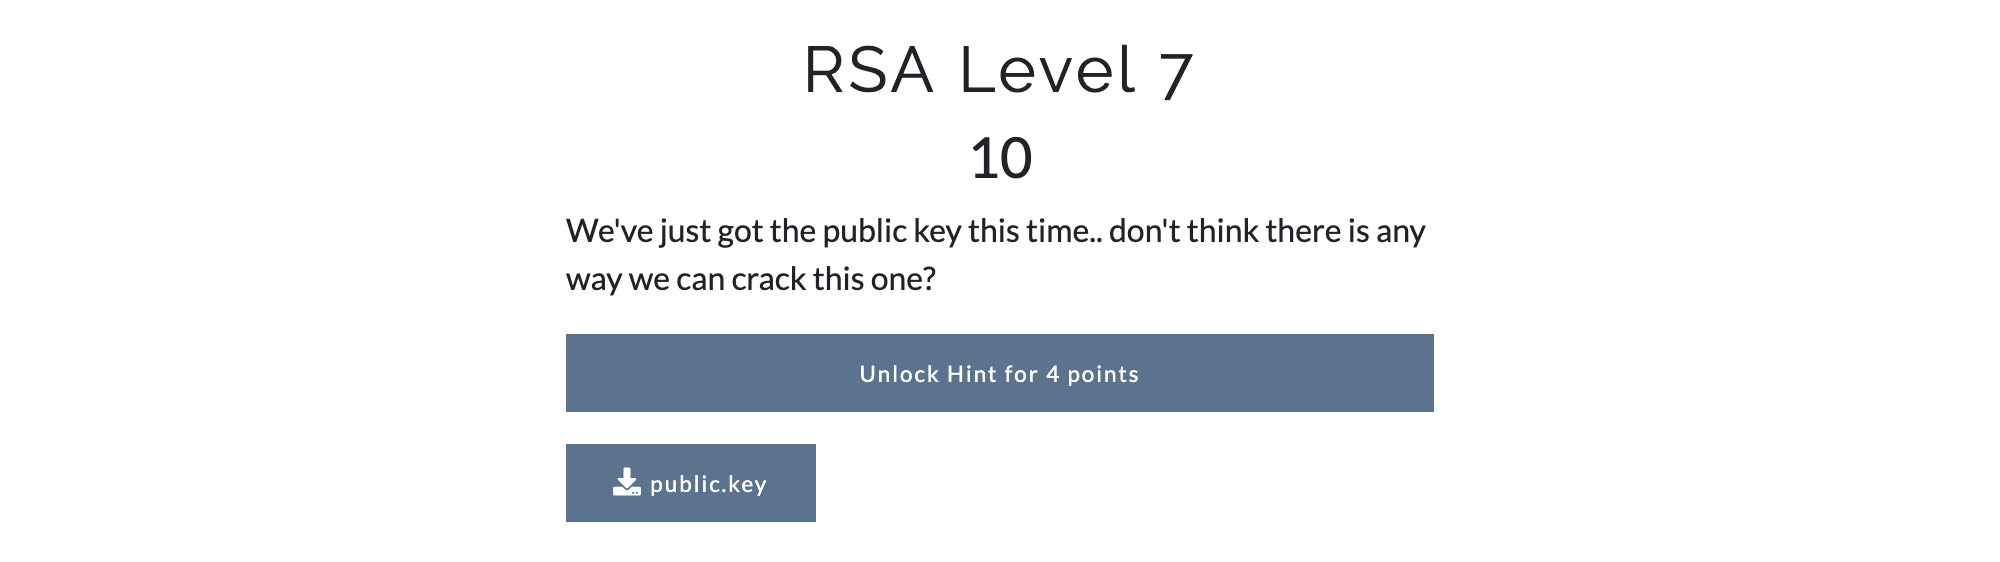 RSA Level 7
10
We've just got the public key this time.. don't think there is any
way we can crack this one?
Unlock Hint for 4 points
public.key